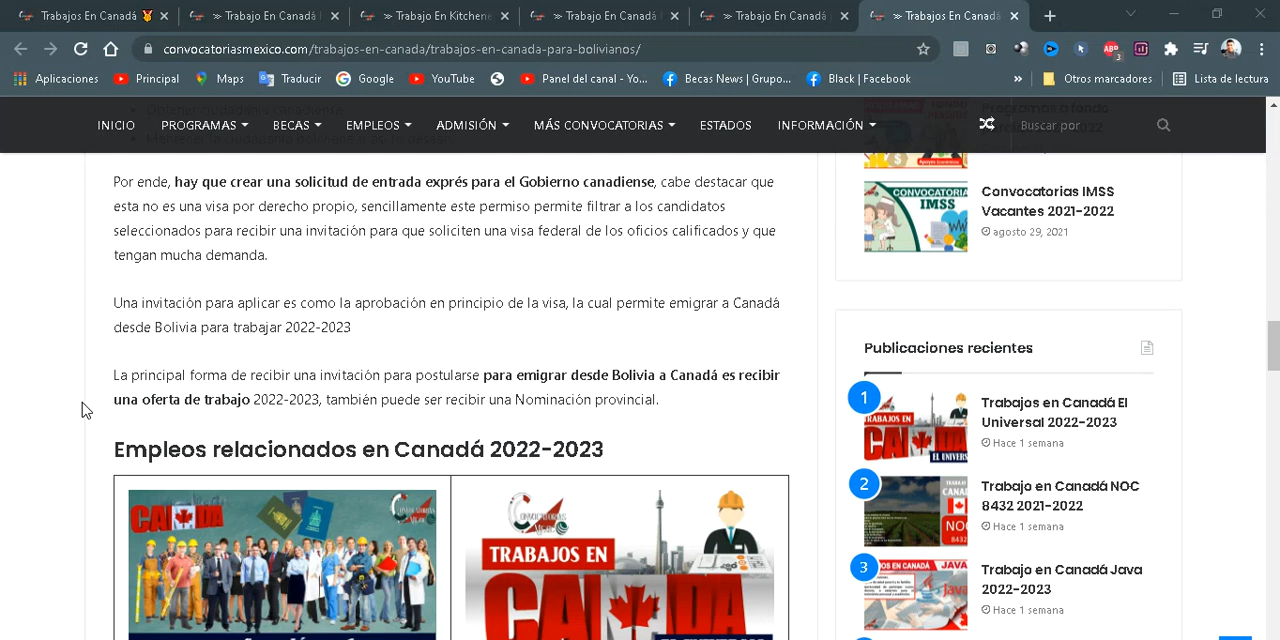 Trabajos En Canadá
≫ Trabajo En Canadá
≫ Trabajo En Kitchene
≫ Trabajo En Canadá
≫ Trabajo En Canadá
≫ Trabajos En Canadá
convocatoriasmexico.com/trabajos-en-canada/trabajos-en-canada-para-bolivianos/
ABP
3
Aplicaciones
Principal
Maps
Traducir
Google
YouTube
Panel del canal - Yo...
Becas News | Grupo...
Black | Facebook
»
Otros marcadores
Lista de lectura
INICIO
PROGRAMAS
BECAS
EMPLEOS
ADMISIÓN
MÁS CONVOCATORIAS
ESTADOS
INFORMACIÓN
Buscar por
Por ende, hay que crear una solicitud de entrada exprés para el Gobierno canadiense, cabe destacar que
esta no es una visa por derecho propio, sencillamente este permiso permite filtrar a los candidatos
seleccionados para recibir una invitación para que soliciten una visa federal de los oficios calificados y que
tengan mucha demanda.
Una invitación para aplicar es como la aprobación en principio de la visa, la cual permite emigrar a Canadá
desde Bolivia para trabajar 2022-2023
La principal forma de recibir una invitación para postularse para emigrar desde Bolivia a Canadá es recibir
una oferta de trabajo 2022-2023, también puede ser recibir una Nominación provincial.
Empleos relacionados en Canadá 2022-2023
CANADA
TRABAJOS EN
CANADA
CONVOCATORIA
IMSS
Convocatorias IMSS
Vacantes 2021-2022
agosto 29, 2021
Publicaciones recientes
1
TRABAJOS EN
CANADA
Trabajos en Canadá El
Universal 2022-2023
Hace 1 semana
2
Trabajo en Canadá NOC
8432 2021-2022
Hace 1 semana
3
Trabajo en Canadá Java
2022-2023
Hace 1 semana